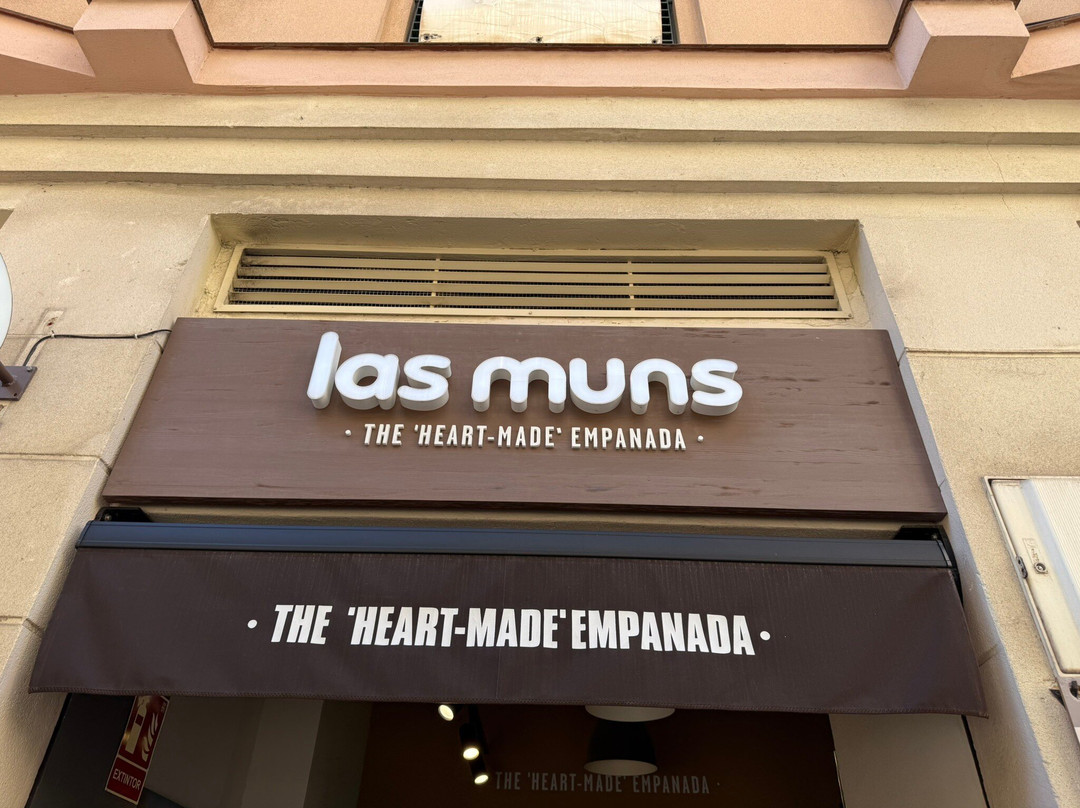 las muns
· THE 'HEART-MADE' EMPANADA ·
· THE 'HEART-MADE' EMPANADA ·
EXTINTOR
THE 'HEART-MADE' EMPANADA ·